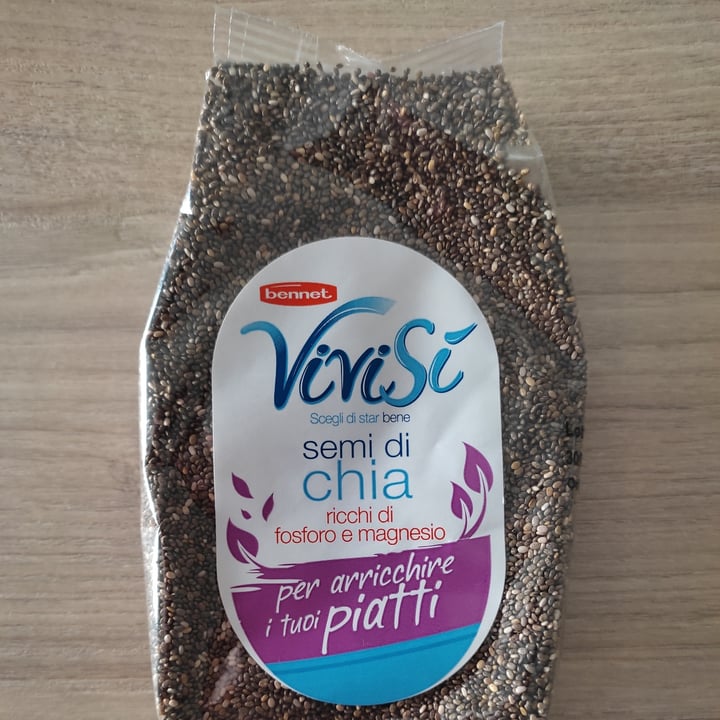 bennet
ViviSì
Scegli di star bene
semi di
chia
ricchi di
fosforo e magnesio
per arricchire
i tuoi piatti